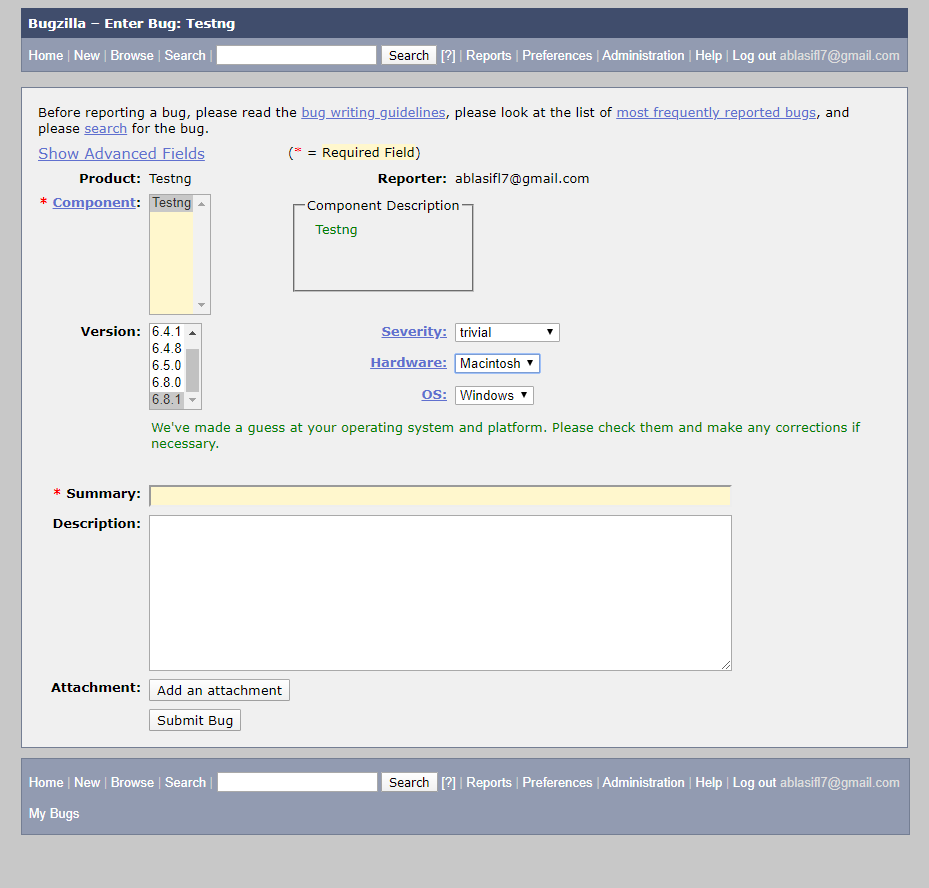 Bugzilla – Enter Bug: Testng
Home | New | Browse | Search | Search [?] | Reports | Preferences | Administration | Help | Log out ablasifl7@gmail.com
Before reporting a bug, please read the bug writing guidelines, please look at the list of most frequently reported bugs, and
please search for the bug.
Show Advanced Fields (* = Required Field)
Product: Testng Reporter: ablasifl7@gmail.com
* Component: Testng Component Description
Testng
Version: 6.4.1 Severity: trivial
6.4.8
6.5.0 Hardware: Macintosh
6.8.0
6.8.1 OS: Windows
We've made a guess at your operating system and platform. Please check them and make any corrections if
necessary.
* Summary:
Description:
Attachment: Add an attachment
Submit Bug
Home | New | Browse | Search | Search [?] | Reports | Preferences | Administration | Help | Log out ablasifl7@gmail.com
My Bugs